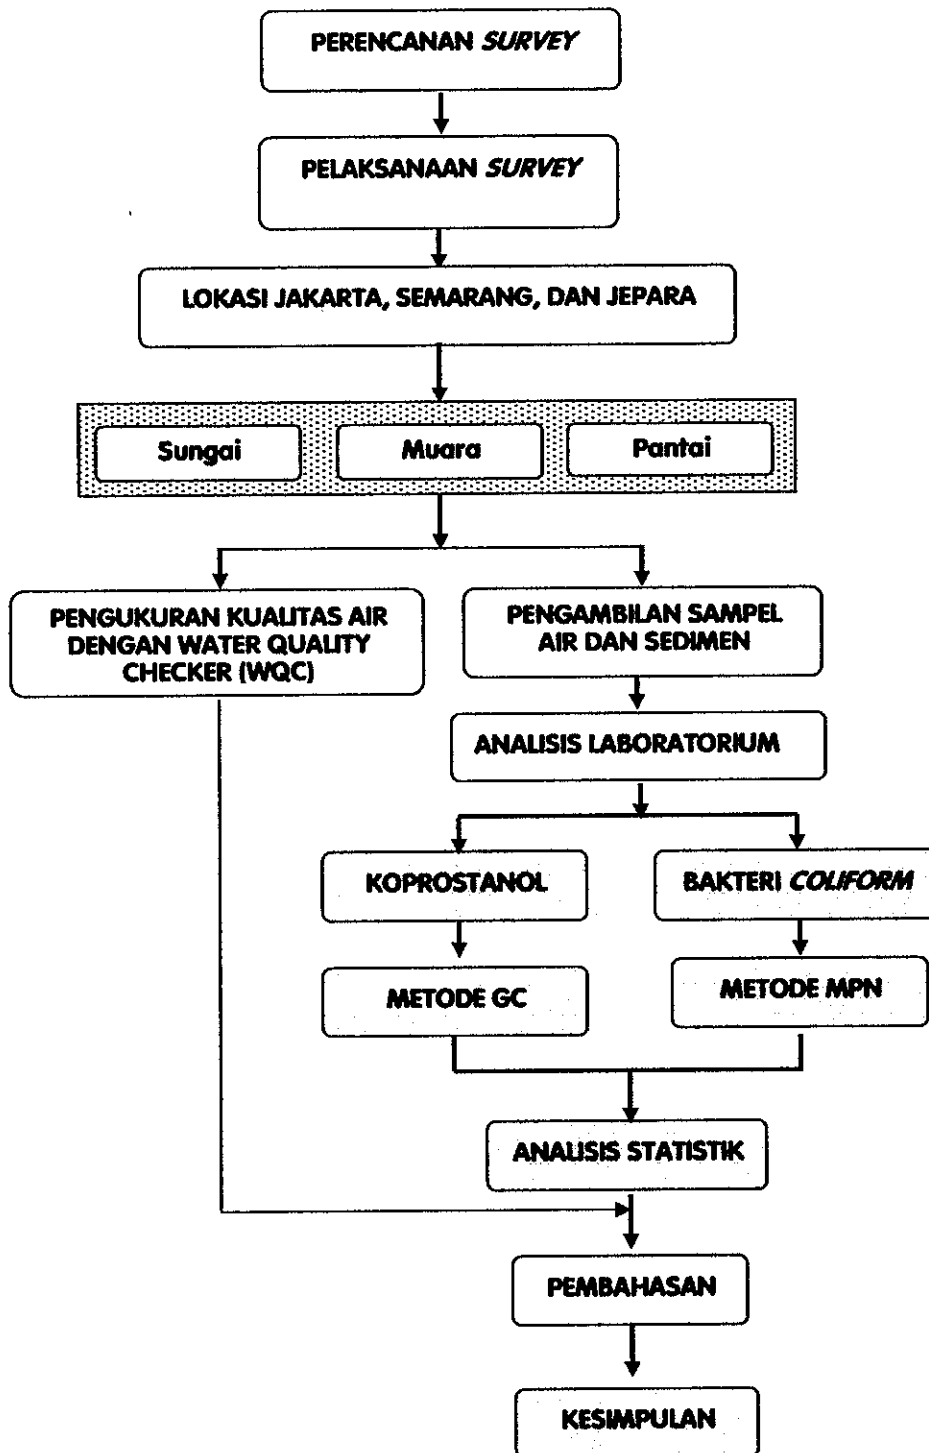 PERENCANAN SURVEY
PELAKSANAAN SURVEY
LOKASI JAKARTA, SEMARANG, DAN JEPARA
Sungai
Muara
Pantai
PENGUKURAN KUALITAS AIR
DENGAN WATER QUALITY
CHECKER (WQC)
PENGAMBILAN SAMPEL
AIR DAN SEDIMEN
ANALISIS LABORATORIUM
KOPROSTANOL
BAKTERI COLIFORM
METODE GC
METODE MPN
ANALISIS STATISTIK
PEMBAHASAN
KESIMPULAN